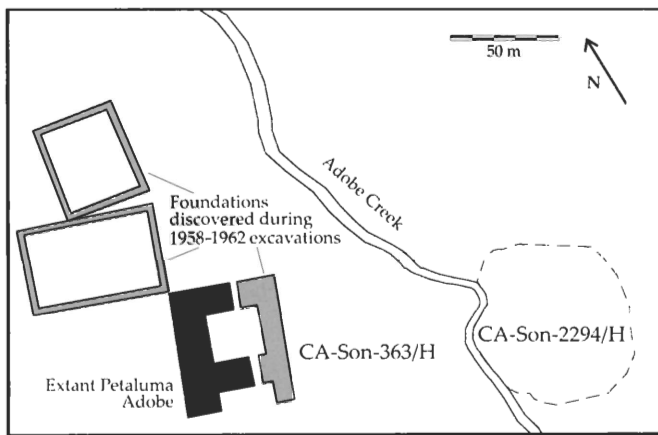 50 m
N
Adobe Creek
Foundations
discovered during
1958-1962 excavations
CA-Son-2294/H
CA-Son-363/H
Extant Petaluma
Adobe